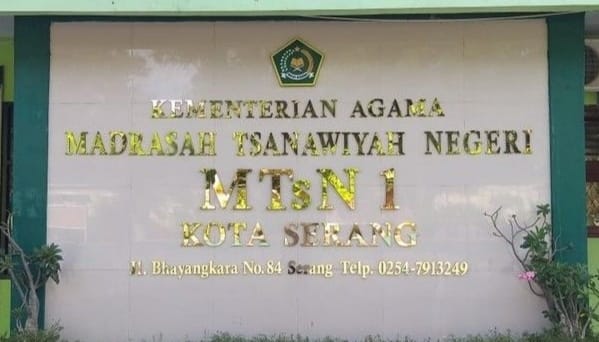 KEMENTERIAN AGAMA
MADRASAH TSANAWIYAH NEGERI
MTsN 1
KOTA SERANG
Jl. Bhayangkara No. 84 Serang Telp. 0254-7913249